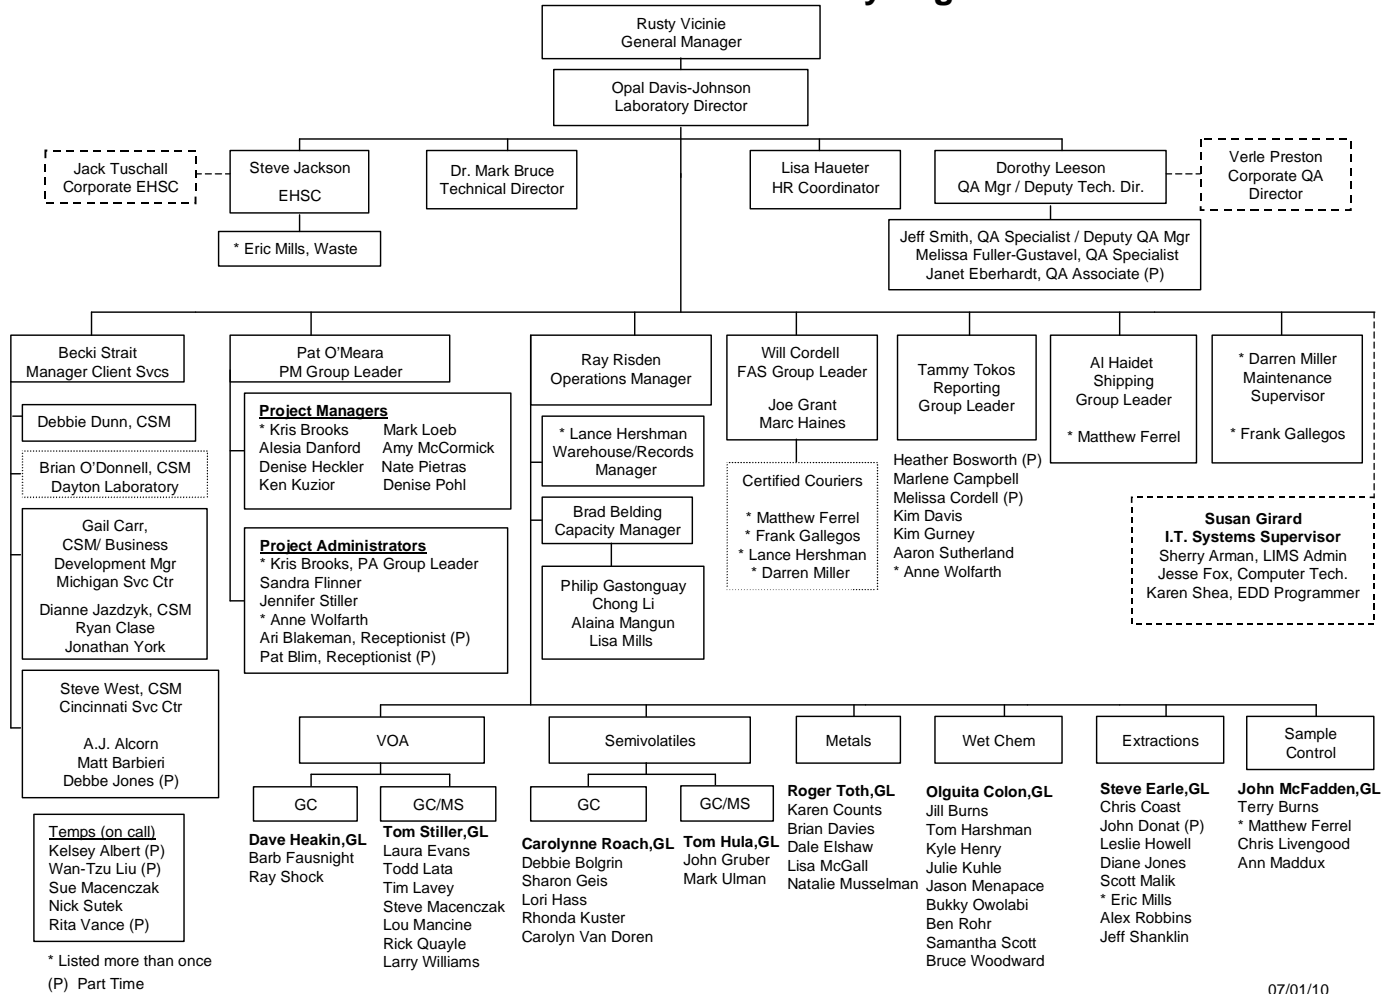 Rusty Vicinie
General Manager
Opal Davis-Johnson
Laboratory Director
Jack Tuschall
Corporate EHSC
Steve Jackson
EHSC
* Eric Mills, Waste
Dr. Mark Bruce
Technical Director
Lisa Haueter
HR Coordinator
Dorothy Leeson
QA Mgr / Deputy Tech. Dir.
Verle Preston
Corporate QA
Director
Jeff Smith, QA Specialist / Deputy QA Mgr
Melissa Fuller-Gustavel, QA Specialist
Janet Eberhardt, QA Associate (P)
Becki Strait
Manager Client Svcs
Debbie Dunn, CSM
Brian O'Donnell, CSM
Dayton Laboratory
Gail Carr,
CSM/ Business
Development Mgr
Michigan Svc Ctr
Dianne Jazdzyk, CSM
Ryan Clase
Jonathan York
Steve West, CSM
Cincinnati Svc Ctr
A.J. Alcorn
Matt Barbieri
Debbe Jones (P)
Temps (on call)
Kelsey Albert (P)
Wan-Tzu Liu (P)
Sue Macenczak
Nick Sutek
Rita Vance (P)
* Listed more than once
(P) Part Time
Pat O'Meara
PM Group Leader
Project Managers
* Kris Brooks Mark Loeb
Alesia Danford Amy McCormick
Denise Heckler Nate Pietras
Ken Kuzior Denise Pohl
Project Administrators
* Kris Brooks, PA Group Leader
Sandra Flinner
Jennifer Stiller
* Anne Wolfarth
Ari Blakeman, Receptionist (P)
Pat Blim, Receptionist (P)
Ray Risden
Operations Manager
* Lance Hershman
Warehouse/Records
Manager
Brad Belding
Capacity Manager
Philip Gastonguay
Chong Li
Alaina Mangun
Lisa Mills
Will Cordell
FAS Group Leader
Joe Grant
Marc Haines
Certified Couriers
* Matthew Ferrel
* Frank Gallegos
* Lance Hershman
* Darren Miller
Tammy Tokos
Reporting
Group Leader
Heather Bosworth (P)
Marlene Campbell
Melissa Cordell (P)
Kim Davis
Kim Gurney
Aaron Sutherland
* Anne Wolfarth
Al Haidet
Shipping
Group Leader
* Matthew Ferrel
* Darren Miller
Maintenance
Supervisor
* Frank Gallegos
Susan Girard
I.T. Systems Supervisor
Sherry Arman, LIMS Admin
Jesse Fox, Computer Tech.
Karen Shea, EDD Programmer
VOA
GC
Dave Heakin,GL
Barb Fausnight
Ray Shock
GC/MS
Tom Stiller,GL
Laura Evans
Todd Lata
Tim Lavey
Steve Macenczak
Lou Mancine
Rick Quayle
Larry Williams
Semivolatiles
GC
Carolynne Roach,GL
Debbie Bolgrin
Sharon Geis
Lori Hass
Rhonda Kuster
Carolyn Van Doren
GC/MS
Tom Hula,GL
John Gruber
Mark Ulman
Metals
Roger Toth,GL
Karen Counts
Brian Davies
Dale Elshaw
Lisa McGall
Natalie Musselman
Wet Chem
Olguita Colon,GL
Jill Burns
Tom Harshman
Kyle Henry
Julie Kuhle
Jason Menapace
Bukky Owolabi
Ben Rohr
Samantha Scott
Bruce Woodward
Extractions
Steve Earle,GL
Chris Coast
John Donat (P)
Leslie Howell
Diane Jones
Scott Malik
* Eric Mills
Alex Robbins
Jeff Shanklin
Sample
Control
John McFadden,GL
Terry Burns
* Matthew Ferrel
Chris Livengood
Ann Maddux
07/01/10